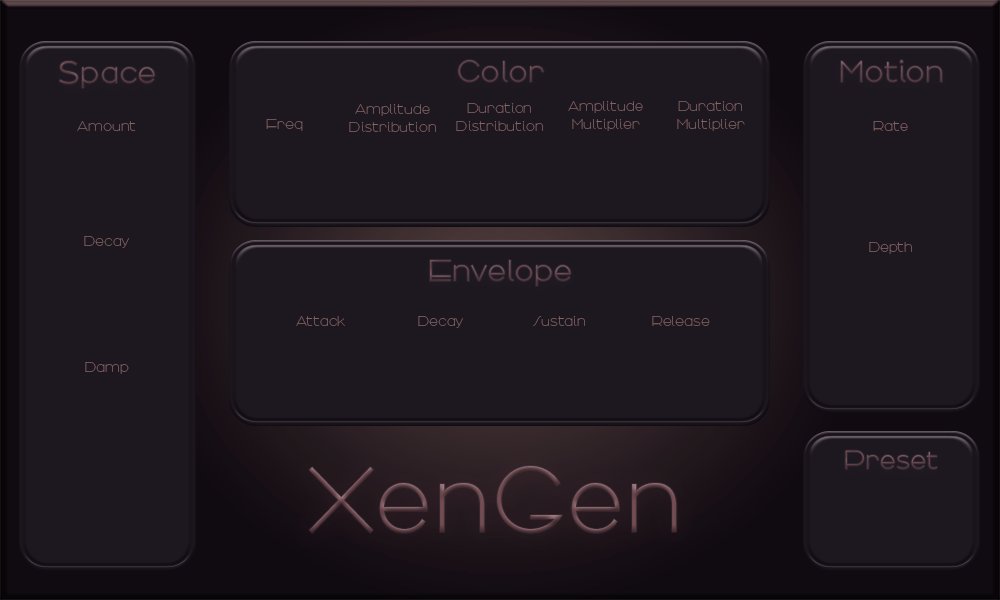 Space
Amount
Decay
Damp
Color
Freq
Amplitude
Distribution
Duration
Distribution
Amplitude
Multiplier
Duration
Multiplier
Envelope
Attack
Decay
Sustain
Release
Motion
Rate
Depth
Preset
XenGen